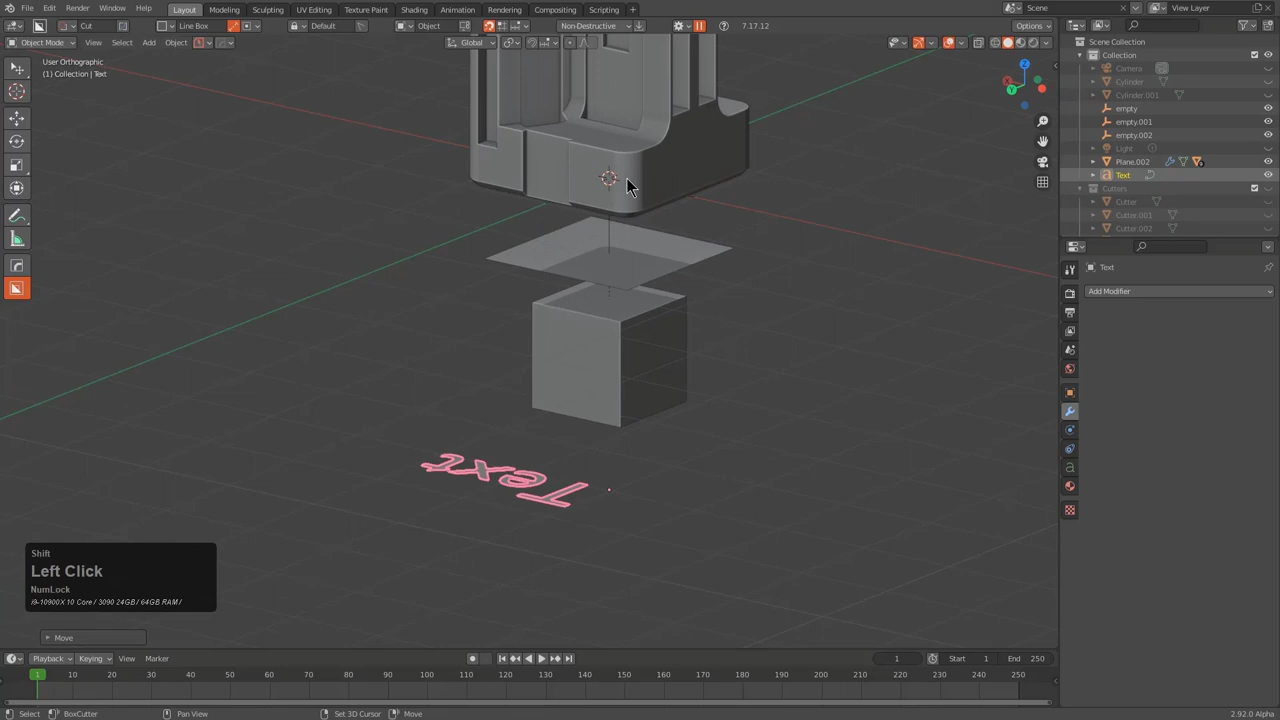 File Edit Render Window Help Layout Modeling Sculpting UV Editing Texture Paint Shading Animation Rendering Compositing Scripting + Scene View Layer
Cut Line Box Default Object Non-Destructive 7.17.12 Options
Object Mode View Select Add Object Global
User Orthographic
(1) Collection | Text
Scene Collection
Collection
Camera
Cylinder
Cylinder.001
empty
empty.001
empty.002
Light
Plane.002
Text
Cutters
Cutter
Cutter.001
Cutter.002
Text
Add Modifier
X
Y
Z
Text
Shift
Left Click
NumLock
i9-10900X 10 Core / 3090 24GB / 64GB RAM /
Move
Playback Keying View Marker 1 Start 1 End 250
1 10 20 30 40 50 60 70 80 90 100 110 120 130 140 150 160 170 180 190 200 210 220 230 240 250
Select BoxCutter Pan View Set 3D Cursor Move 2.92.0 Alpha